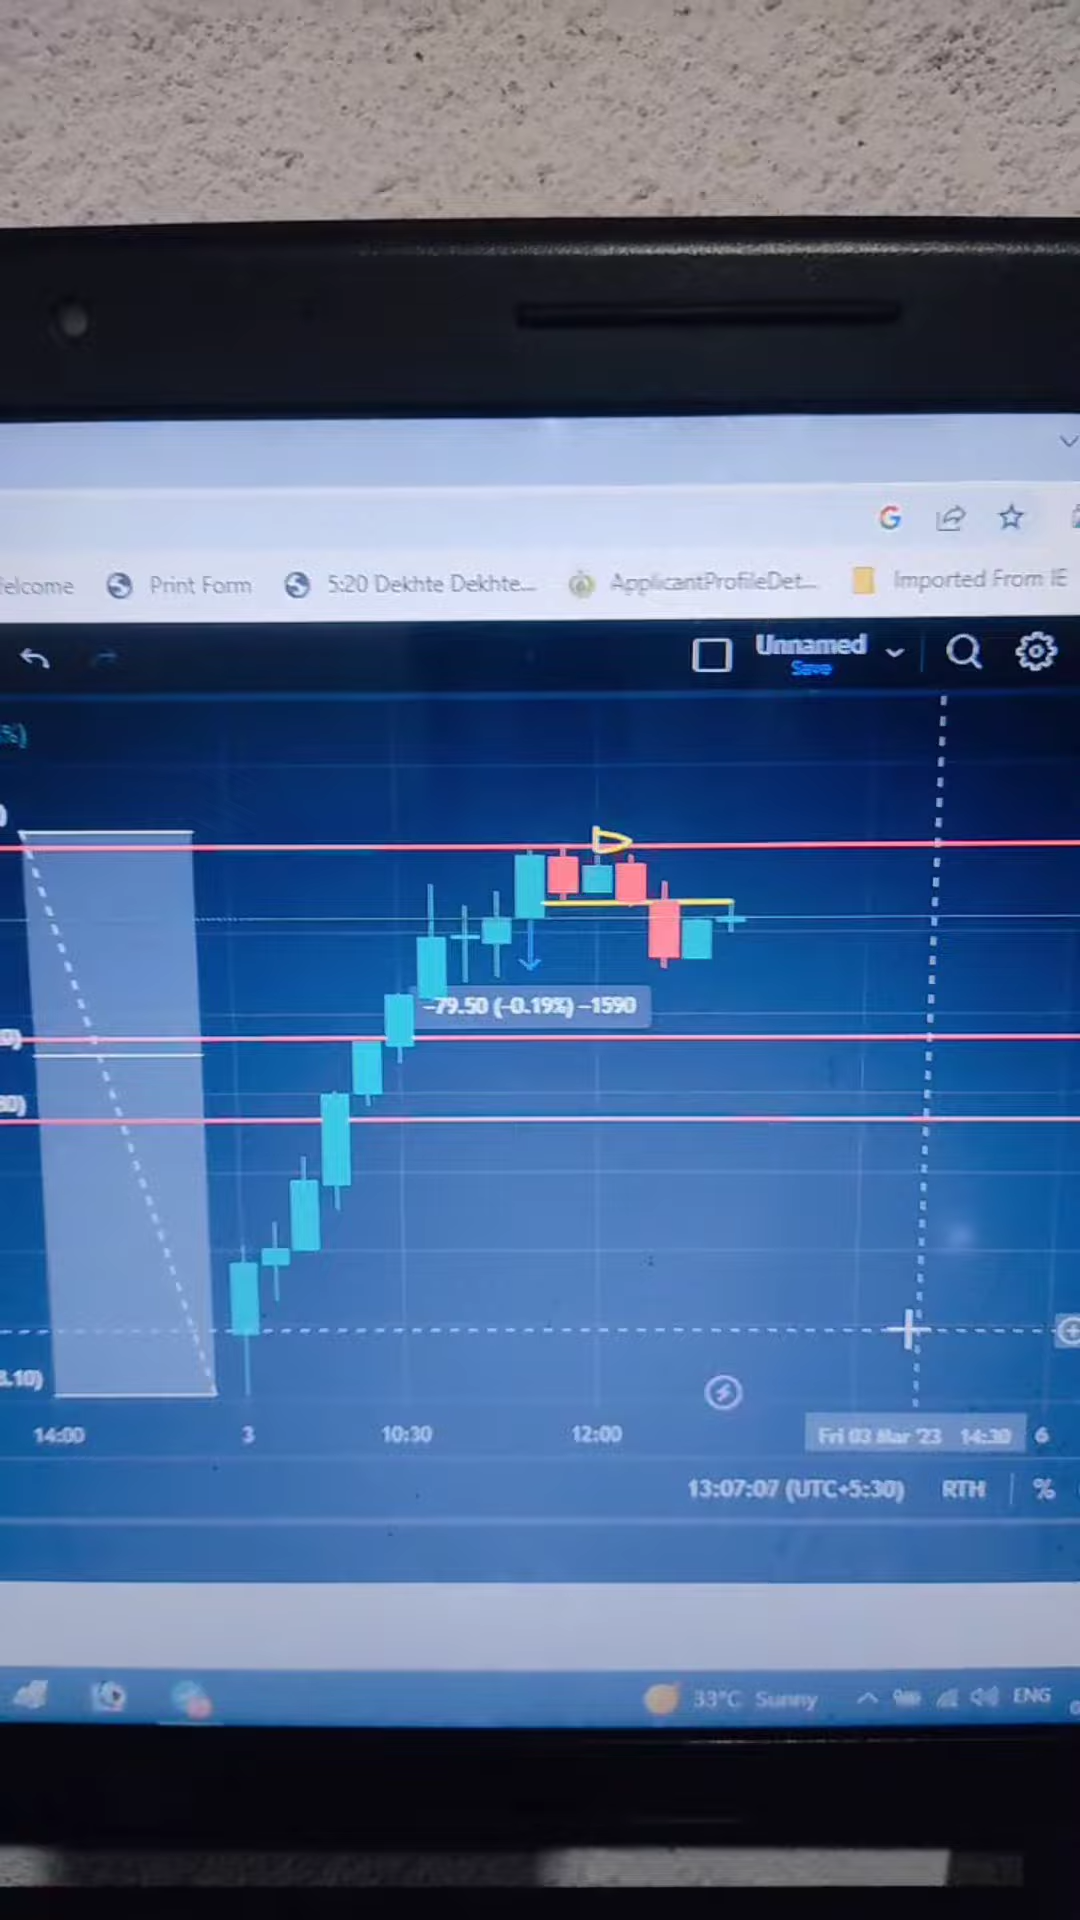 Print Form
5:20 Dekhte Dekhte...
ApplicantProfileDet...
Imported From IE
Unnamed
Save
%)
-79.50 (-0.19%) -1590
.10)
14:00
3
10:30
12:00
Fri 03 Mar '23 14:30
6
13:07:07 (UTC+5:30)
RTH
%
33°C Sunny
ENG